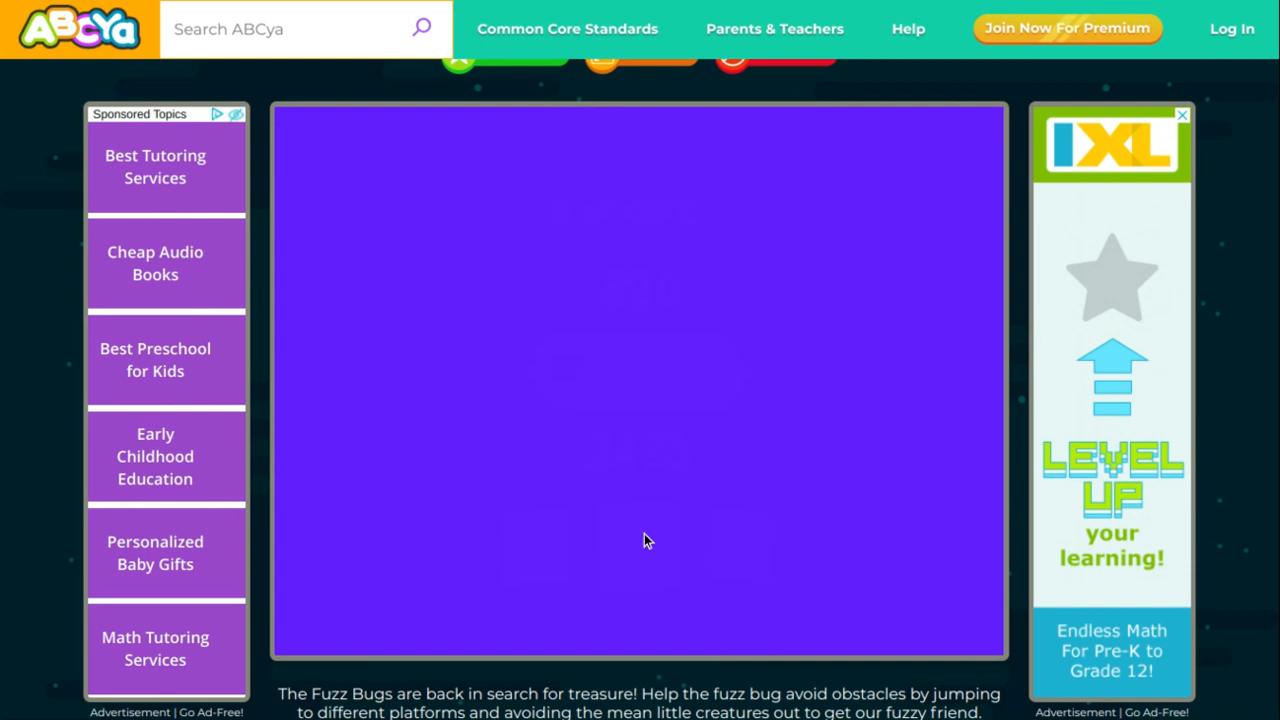 ABCYa
Search ABCya
Common Core Standards
Parents & Teachers
Help
Join Now For Premium
Log In
Sponsored Topics
Best Tutoring
Services
Cheap Audio
Books
Best Preschool
for Kids
Early
Childhood
Education
Personalized
Baby Gifts
Math Tutoring
Services
Advertisement | Go Ad-Free!
IXL
LEVEL
UP
your
learning!
Endless Math
For Pre-K to
Grade 12!
Advertisement | Go Ad-Free!
The Fuzz Bugs are back in search for treasure! Help the fuzz bug avoid obstacles by jumping
to different platforms and avoiding the mean little creatures out to get our fuzzy friend.